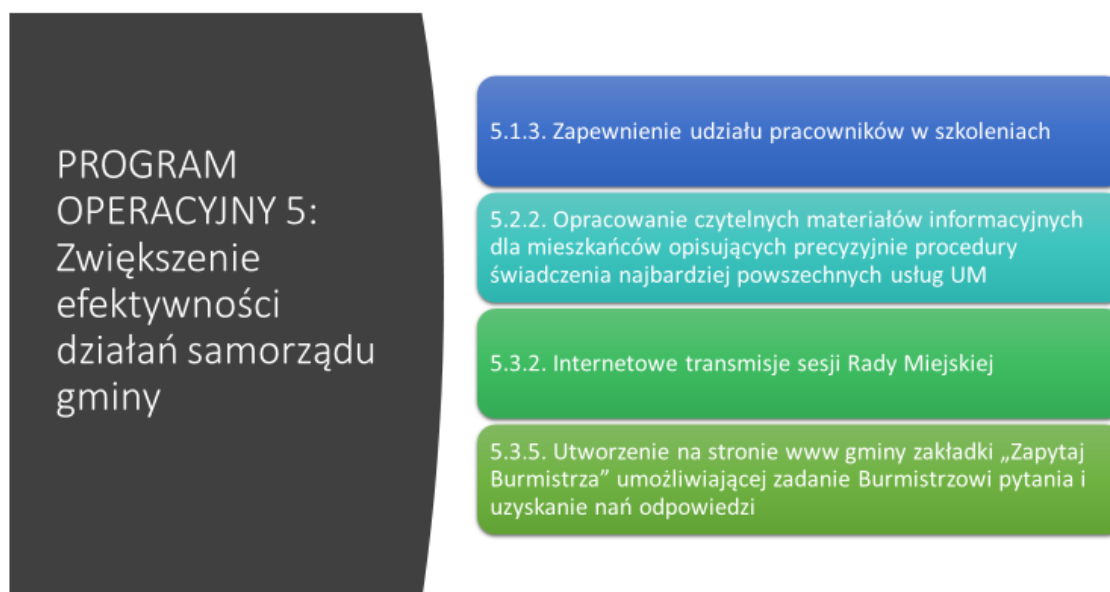 PROGRAM
OPERACYJNY 5:
Zwiększenie
efektywności
działań samorządu
gminy
5.1.3. Zapewnienie udziału pracowników w szkoleniach
5.2.2. Opracowanie czytelnych materiałów informacyjnych
dla mieszkańców opisujących precyzyjnie procedury
świadczenia najbardziej powszechnych usług UM
5.3.2. Internetowe transmisje sesji Rady Miejskiej
5.3.5. Utworzenie na stronie www gminy zakładki „Zapytaj
Burmistrza” umożliwiającej zadanie Burmistrzowi pytania i
uzyskanie nań odpowiedzi